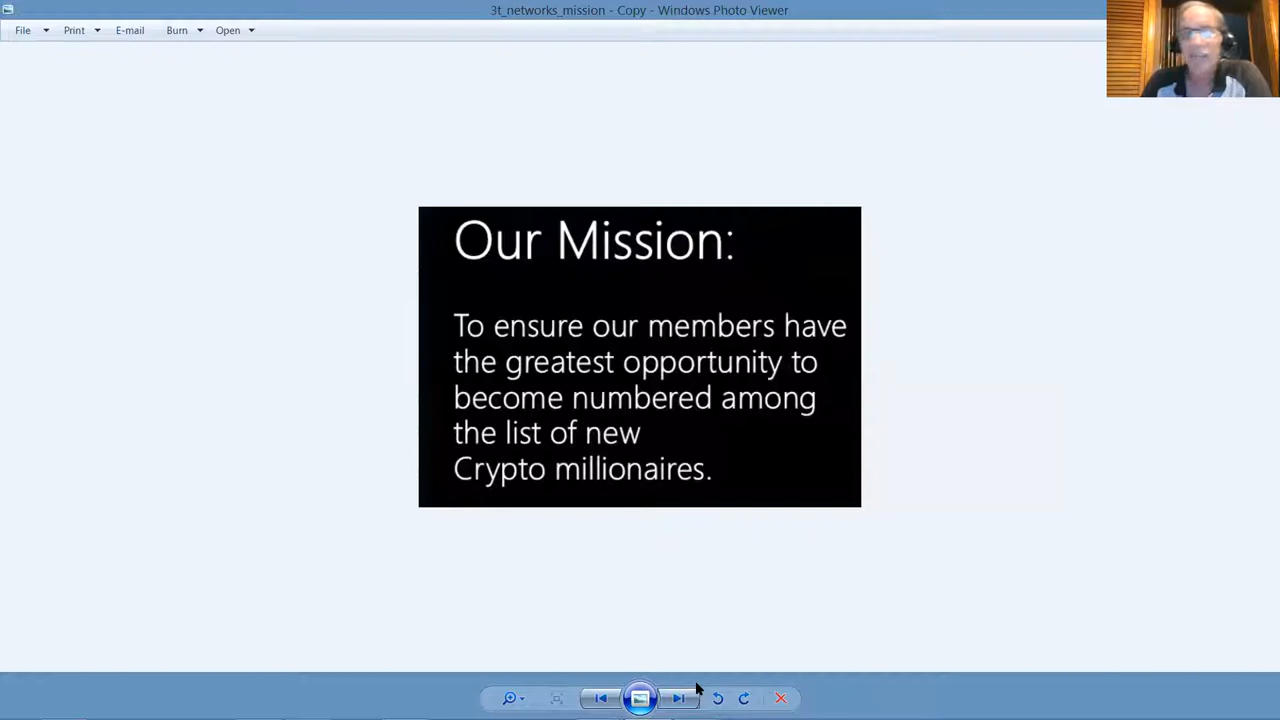 3t_networks_mission - Copy - Windows Photo Viewer
File Print E-mail Burn Open
Our Mission:
To ensure our members have
the greatest opportunity to
become numbered among
the list of new
Crypto millionaires.